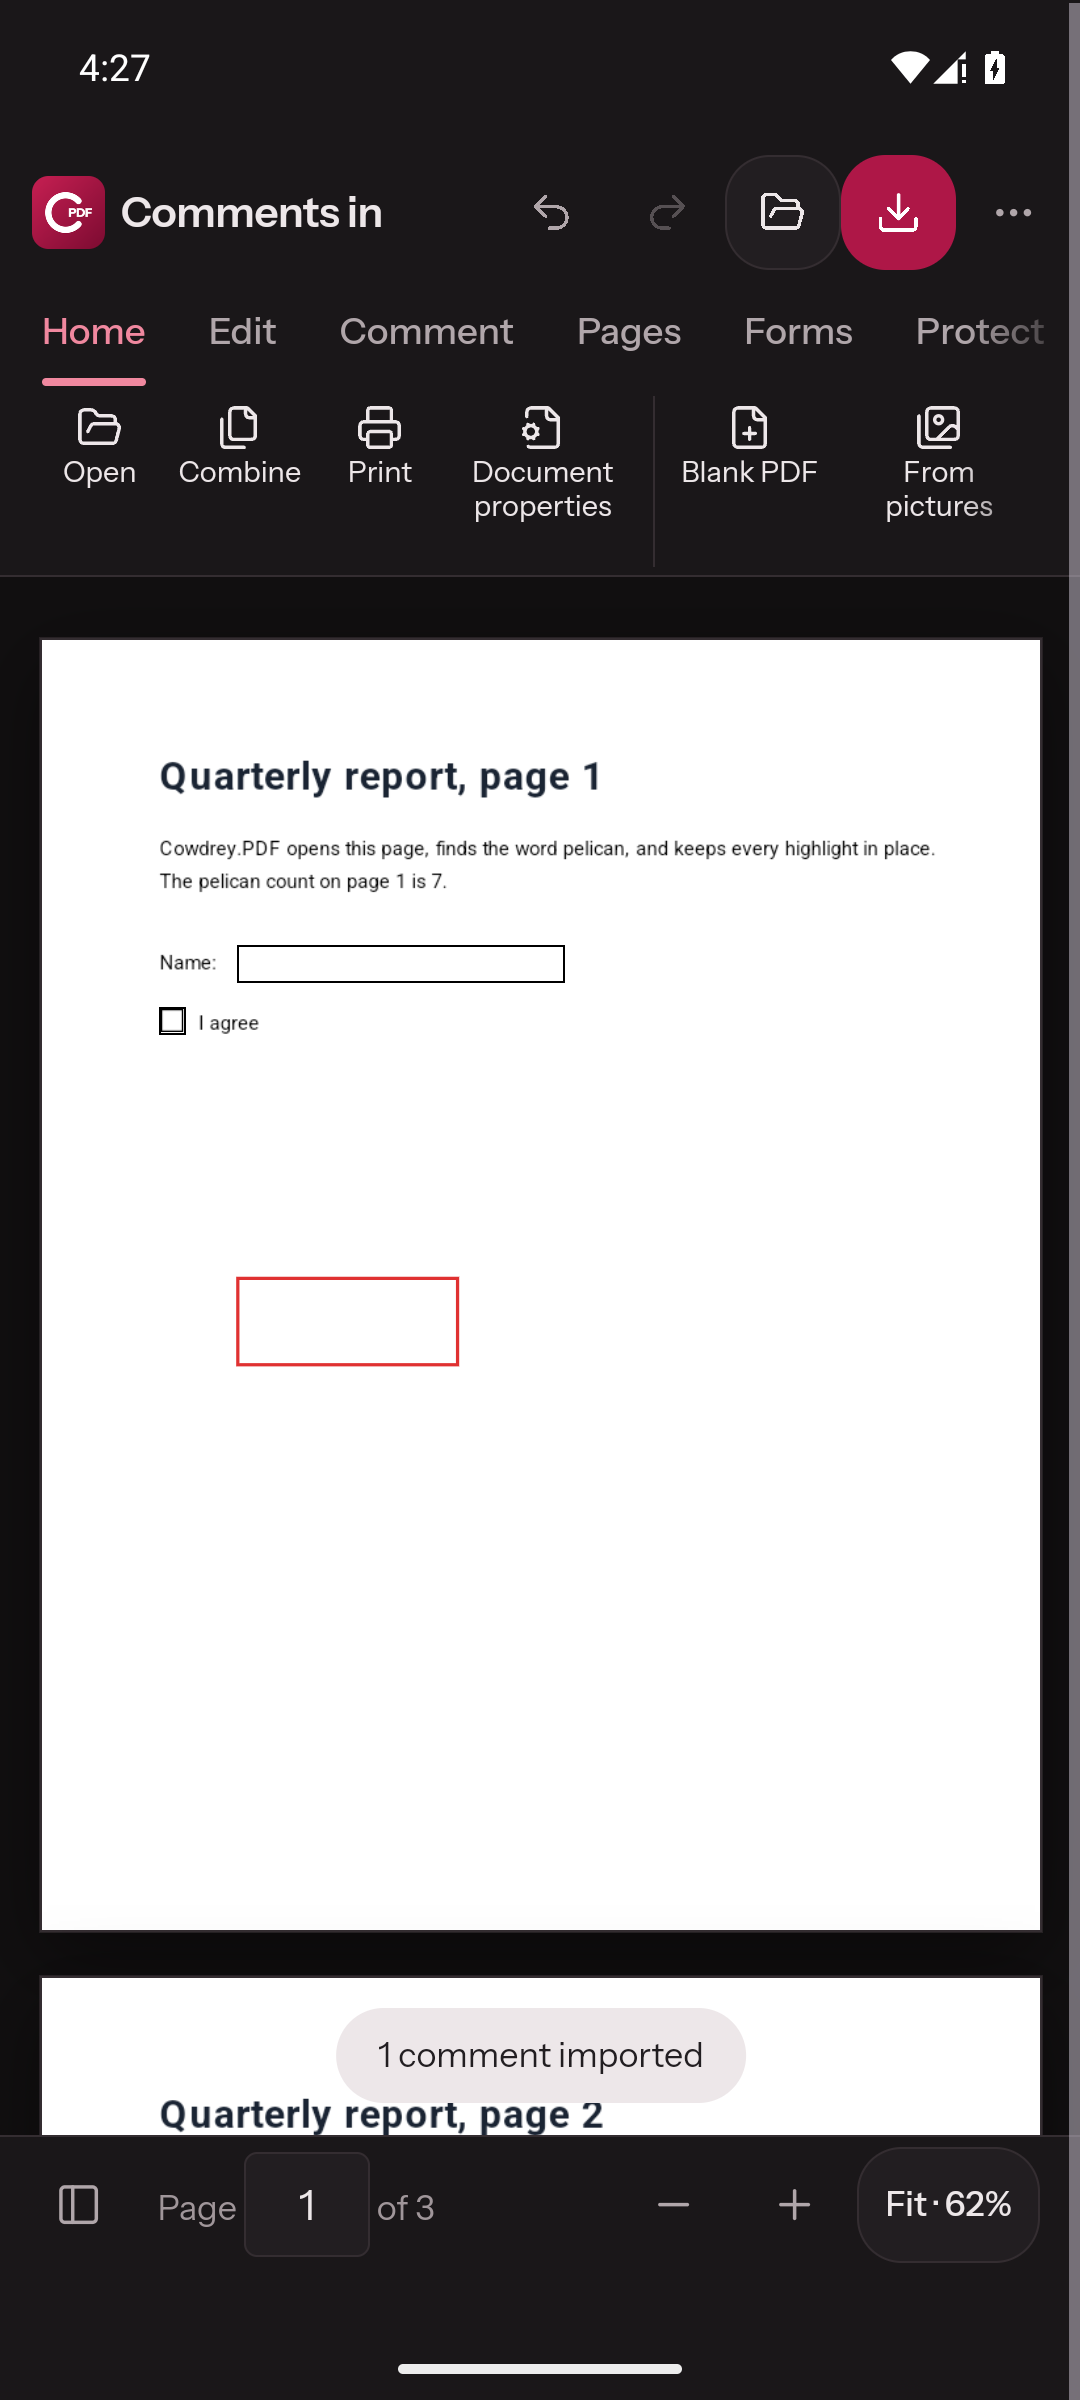 4:27
PDF
Comments in
Home Edit Comment Pages Forms Protect
Open Combine Print Document properties Blank PDF From pictures
Quarterly report, page 1
Cowdrey.PDF opens this page, finds the word pelican, and keeps every highlight in place.
The pelican count on page 1 is 7.
Name:
I agree
1 comment imported
Quarterly report, page 2
Page 1 of 3 Fit · 62%